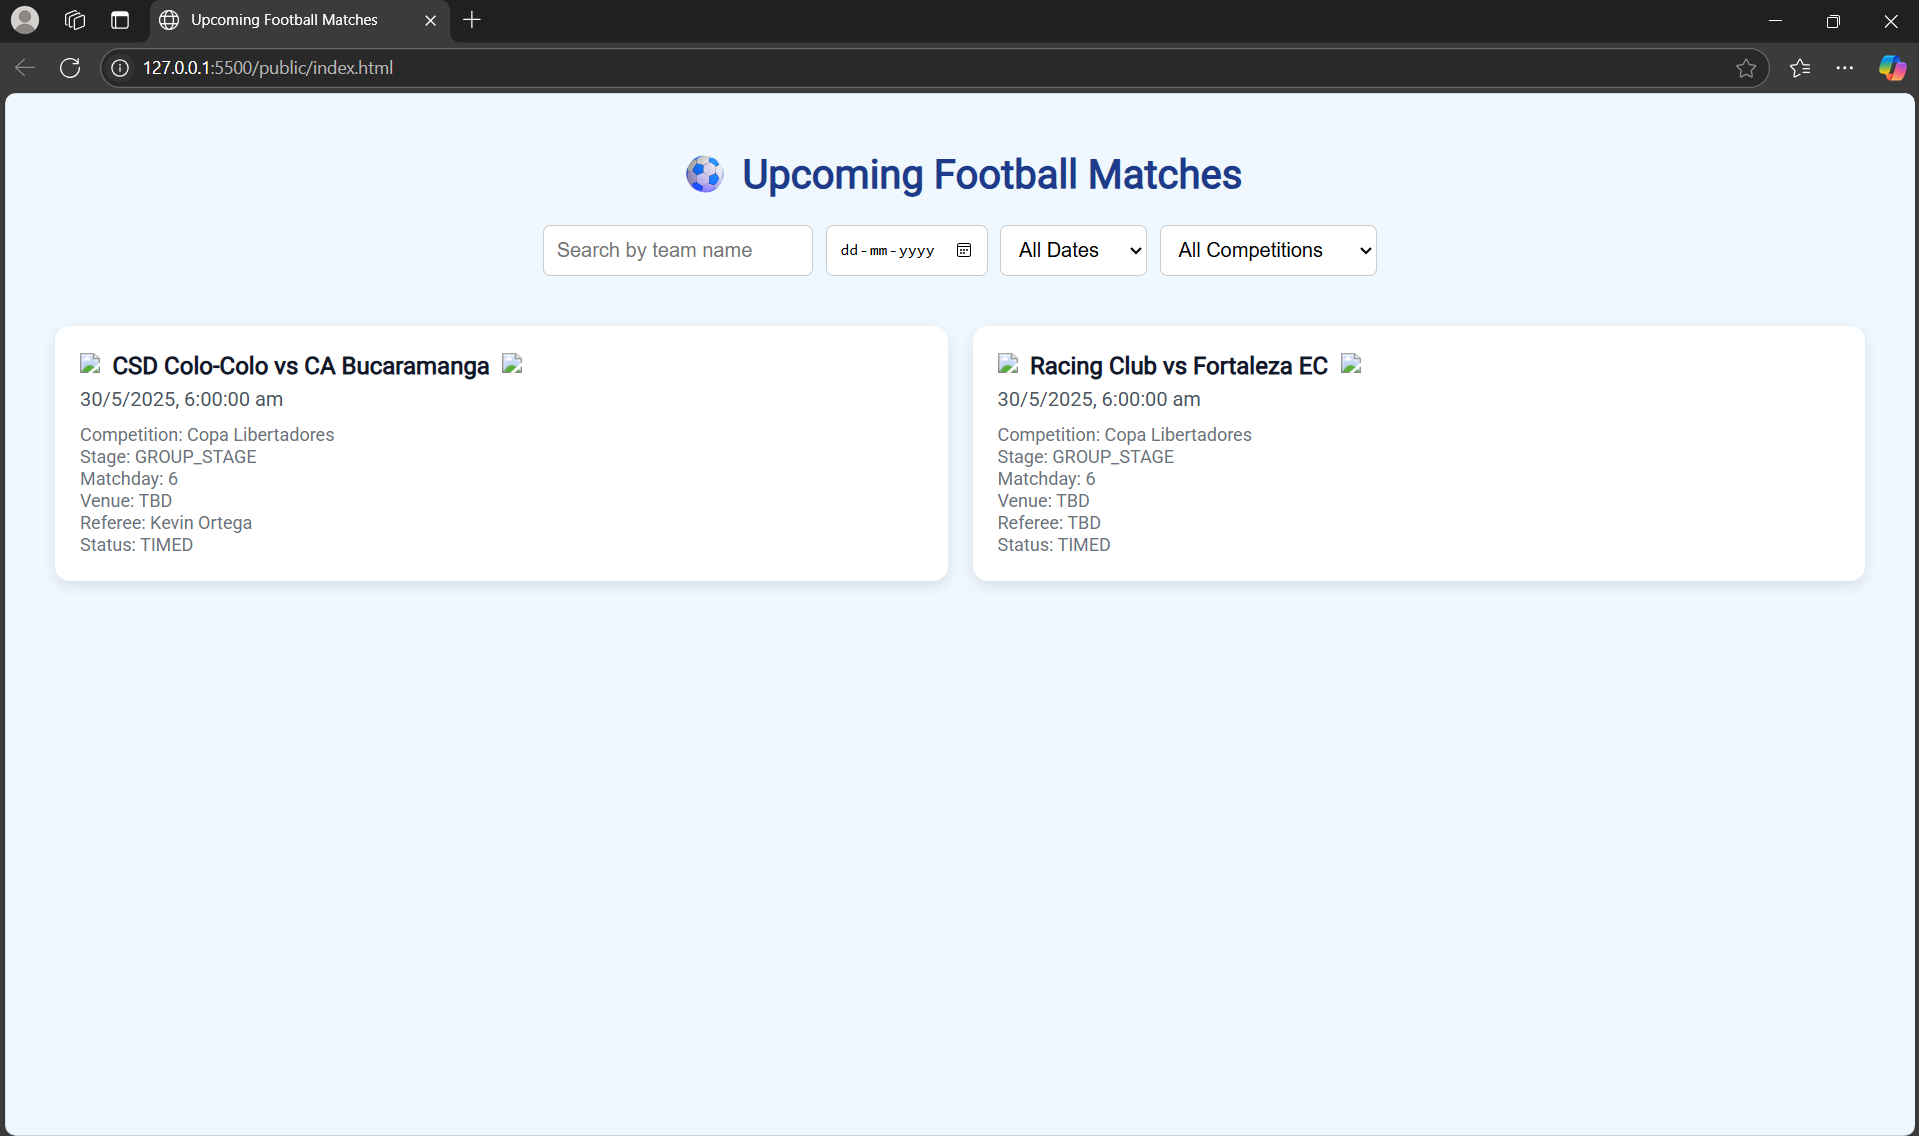 Upcoming Football Matches
127.0.0.1:5500/public/index.html
Upcoming Football Matches
Search by team name
dd-mm-yyyy
All Dates
All Competitions
CSD Colo-Colo vs CA Bucaramanga
30/5/2025, 6:00:00 am
Competition: Copa Libertadores
Stage: GROUP_STAGE
Matchday: 6
Venue: TBD
Referee: Kevin Ortega
Status: TIMED
Racing Club vs Fortaleza EC
30/5/2025, 6:00:00 am
Competition: Copa Libertadores
Stage: GROUP_STAGE
Matchday: 6
Venue: TBD
Referee: TBD
Status: TIMED